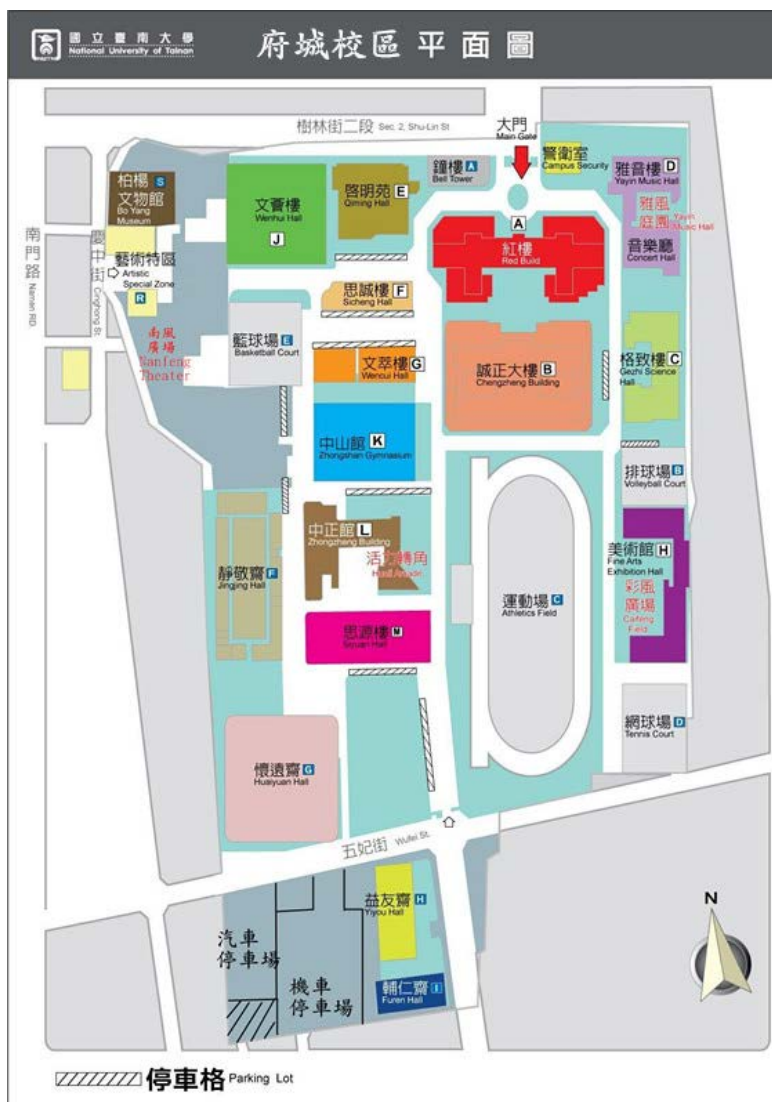 國立臺南大學
National University of Tainan
府城校區平面圖
樹林街二段 Sec. 2, Shu-Lin St
大門
Main Gate
警衛室
Campus Security
鐘樓 A
Bell Tower
雅音樓 D
Yayin Music Hall
雅風
庭園 Yayin
Music Hall
音樂廳
Concert Hall
柏楊 S
文物館
Bo Yang
Museum
文薈樓
Wenhui Hall
J
啓明苑 E
Qiming Hall
A
紅樓
Red Build
南門路 Namen RD.
慶中街 Cinghong St.
藝術特區
Artistic
Special Zone
R
南風
廣場
Nanfeng
Theater
思誠樓 F
Sicheng Hall
籃球場 E
Basketball Court
文萃樓 G
Wencui Hall
誠正大樓 B
Chengzheng Building
格致樓 C
Gezhi Science
Hall
中山館 K
Zhongshan Gymnasium
排球場 B
Volleyball Court
中正館 L
Zhongzheng Building
活力轉角
靜敬齋 F
Jingjing Hall
美術館 H
Fine Arts
Exhibition Hall
彩風
廣場
Caifeng
Field
運動場 C
Athletics Field
思源樓 M
Siyuan Hall
網球場 D
Tennis Court
懷遠齋 G
Huaiyuan Hall
五妃街 Wufei St.
益友齋 H
Yiyou Hall
汽車
停車場
機車
停車場
輔仁齋 I
Furen Hall
N
停車格 Parking Lot